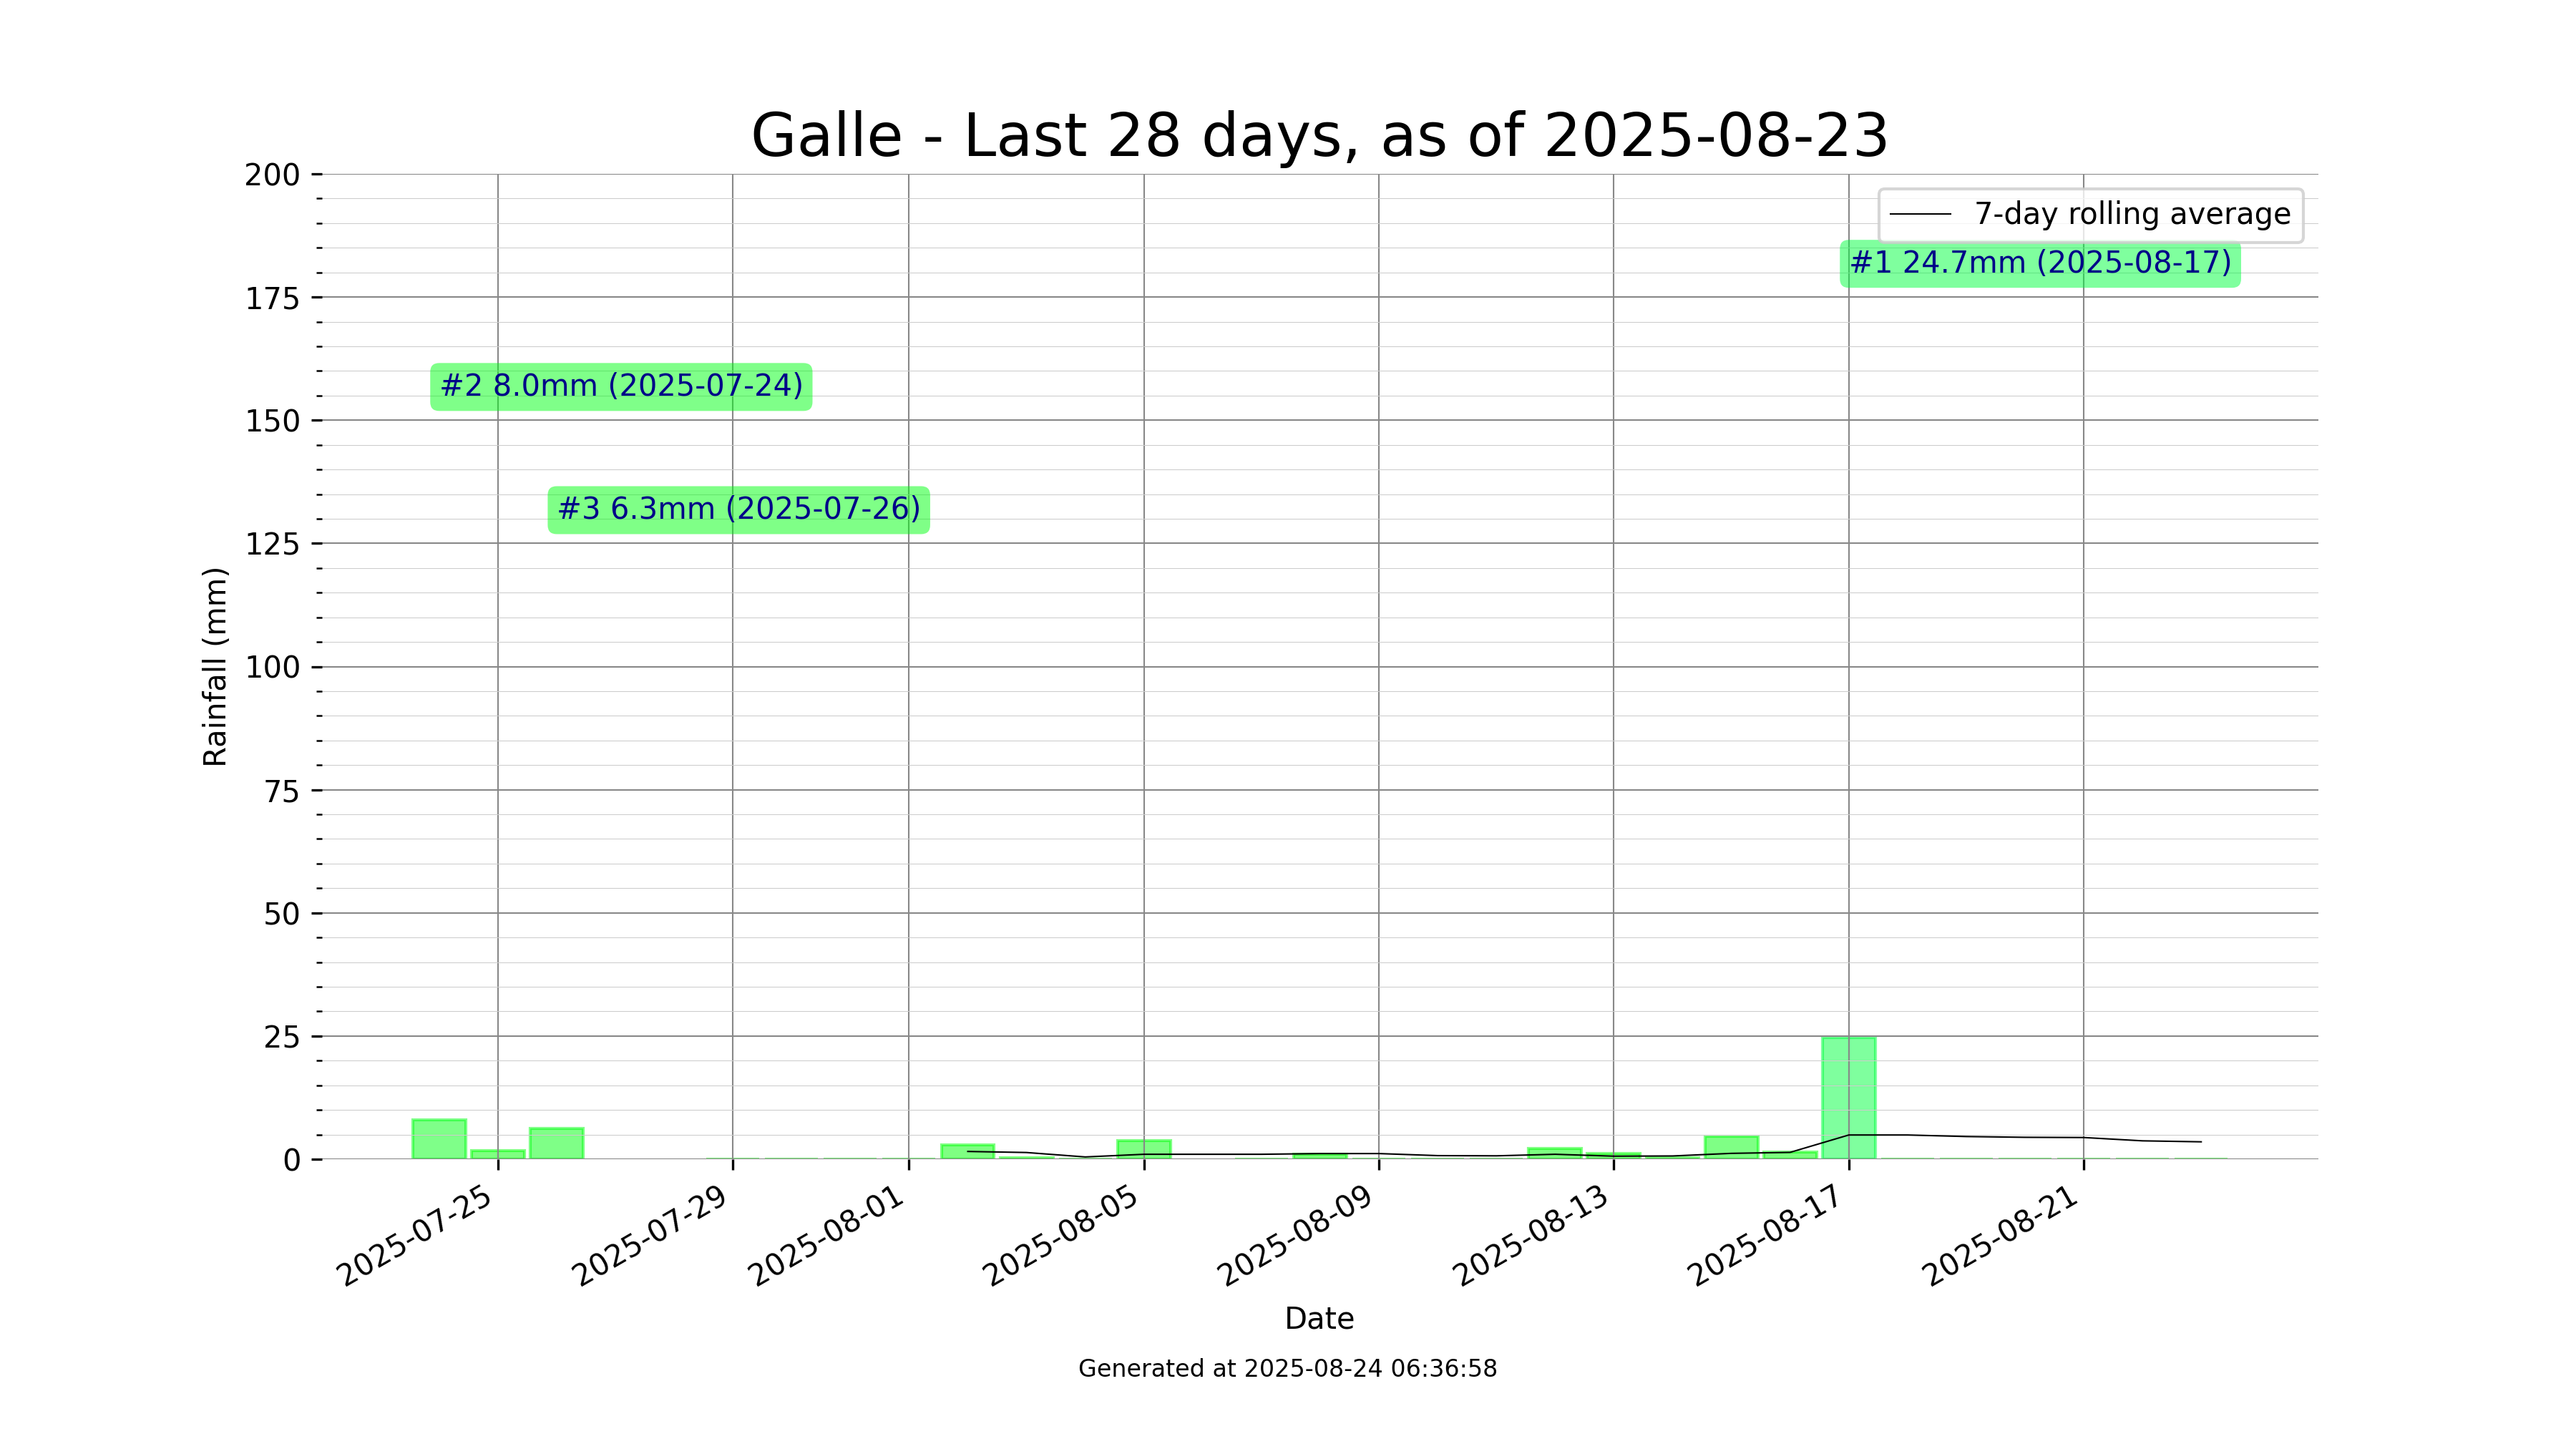 Galle - Last 28 days, as of 2025-08-23
7-day rolling average
#1 24.7mm (2025-08-17)
#2 8.0mm (2025-07-24)
#3 6.3mm (2025-07-26)
Rainfall (mm)
200
175
150
125
100
75
50
25
0
2025-07-25
2025-07-29
2025-08-01
2025-08-05
2025-08-09
2025-08-13
2025-08-17
2025-08-21
Date
Generated at 2025-08-24 06:36:58